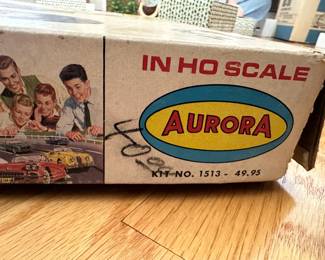 IN HO SCALE
AURORA
KIT NO. 1513 - 49.95